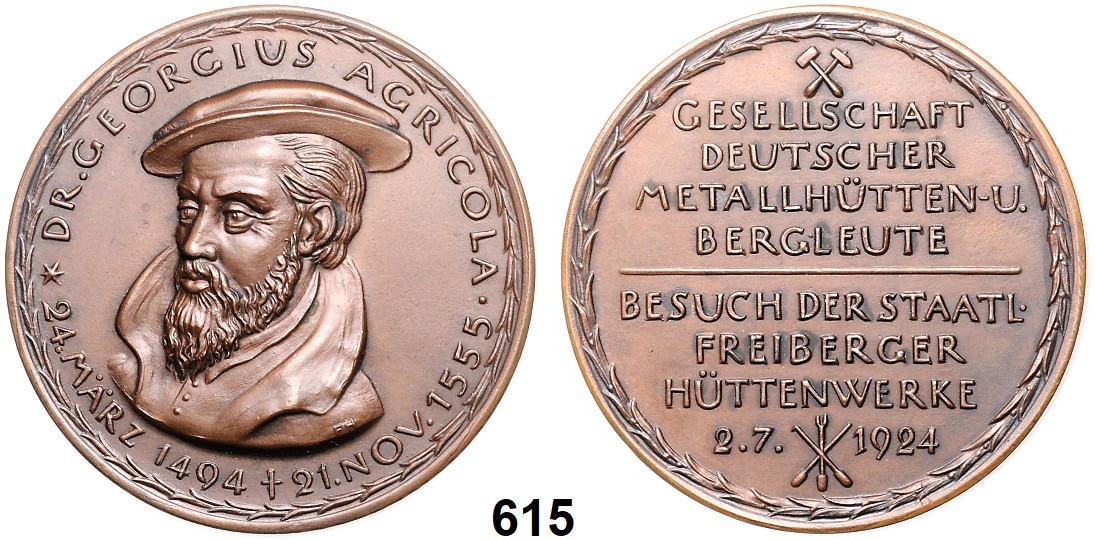 DR. GEORGIUS AGRICOLA · 
* 24. MÄRZ 1494 † 21. NOV. 1555 ·
FH
GESELLSCHAFT
DEUTSCHER
METALLHÜTTEN-U.
BERGLEUTE
BESUCH DER STAATL·
FREIBERGER
HÜTTENWERKE
2.7. 1924
615